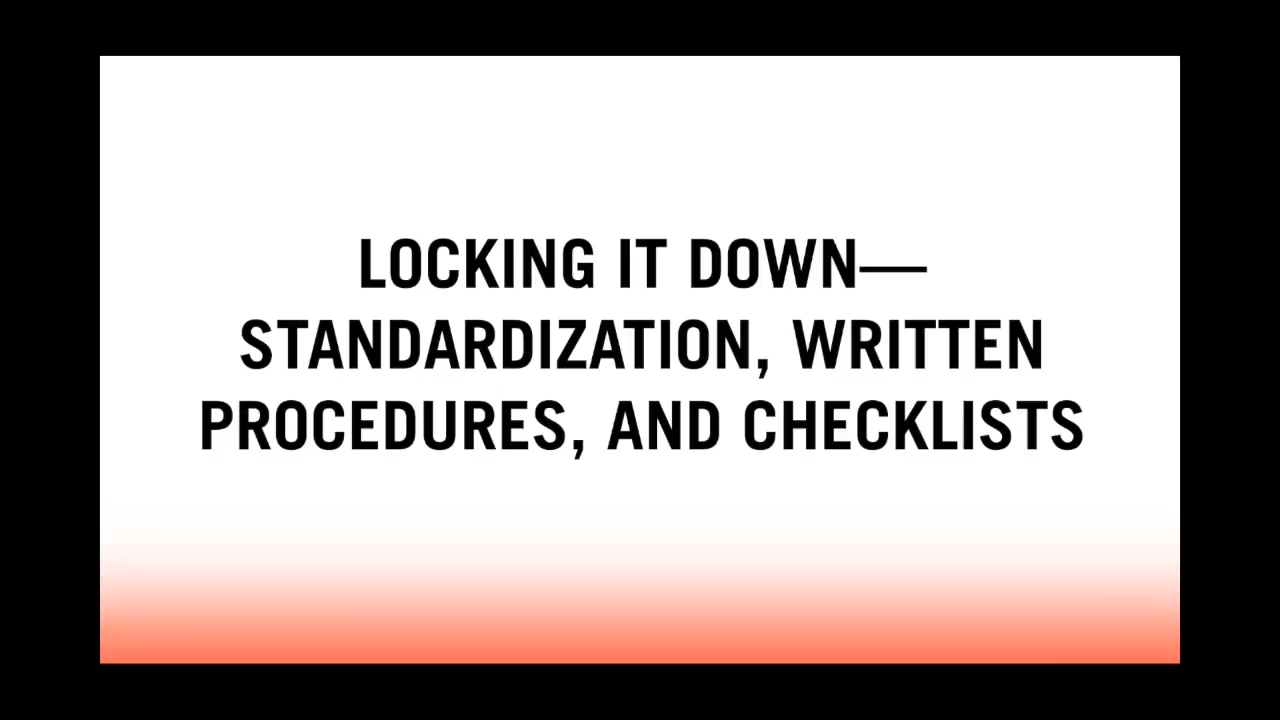 LOCKING IT DOWN—
STANDARDIZATION, WRITTEN
PROCEDURES, AND CHECKLISTS